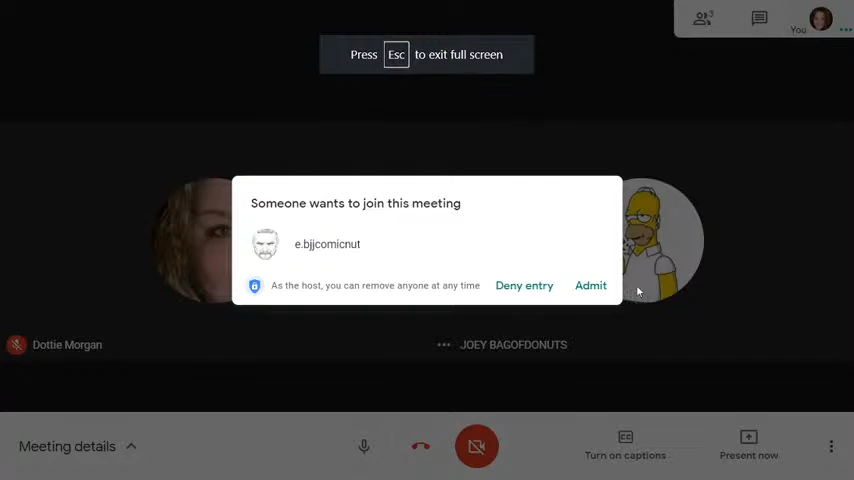 3
You
Press Esc to exit full screen
Someone wants to join this meeting
e.bjjcomicnut
As the host, you can remove anyone at any time
Deny entry
Admit
Dottie Morgan
JOEY BAGOFDONUTS
Meeting details
Turn on captions
Present now